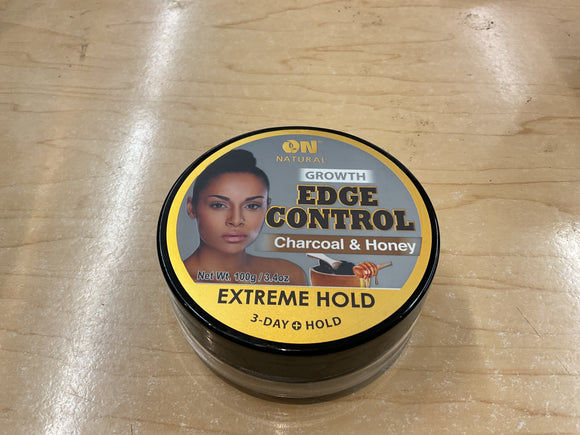 ON
NATURAL
GROWTH
EDGE
CONTROL
Charcoal & Honey
Net Wt. 100g / 3.4oz
EXTREME HOLD
3-DAY + HOLD